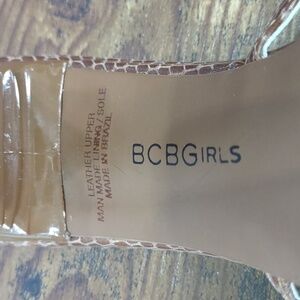 LEATHER UPPER
MAN MADE LINING / SOLE
MADE IN BRAZIL
BCBGIRLS